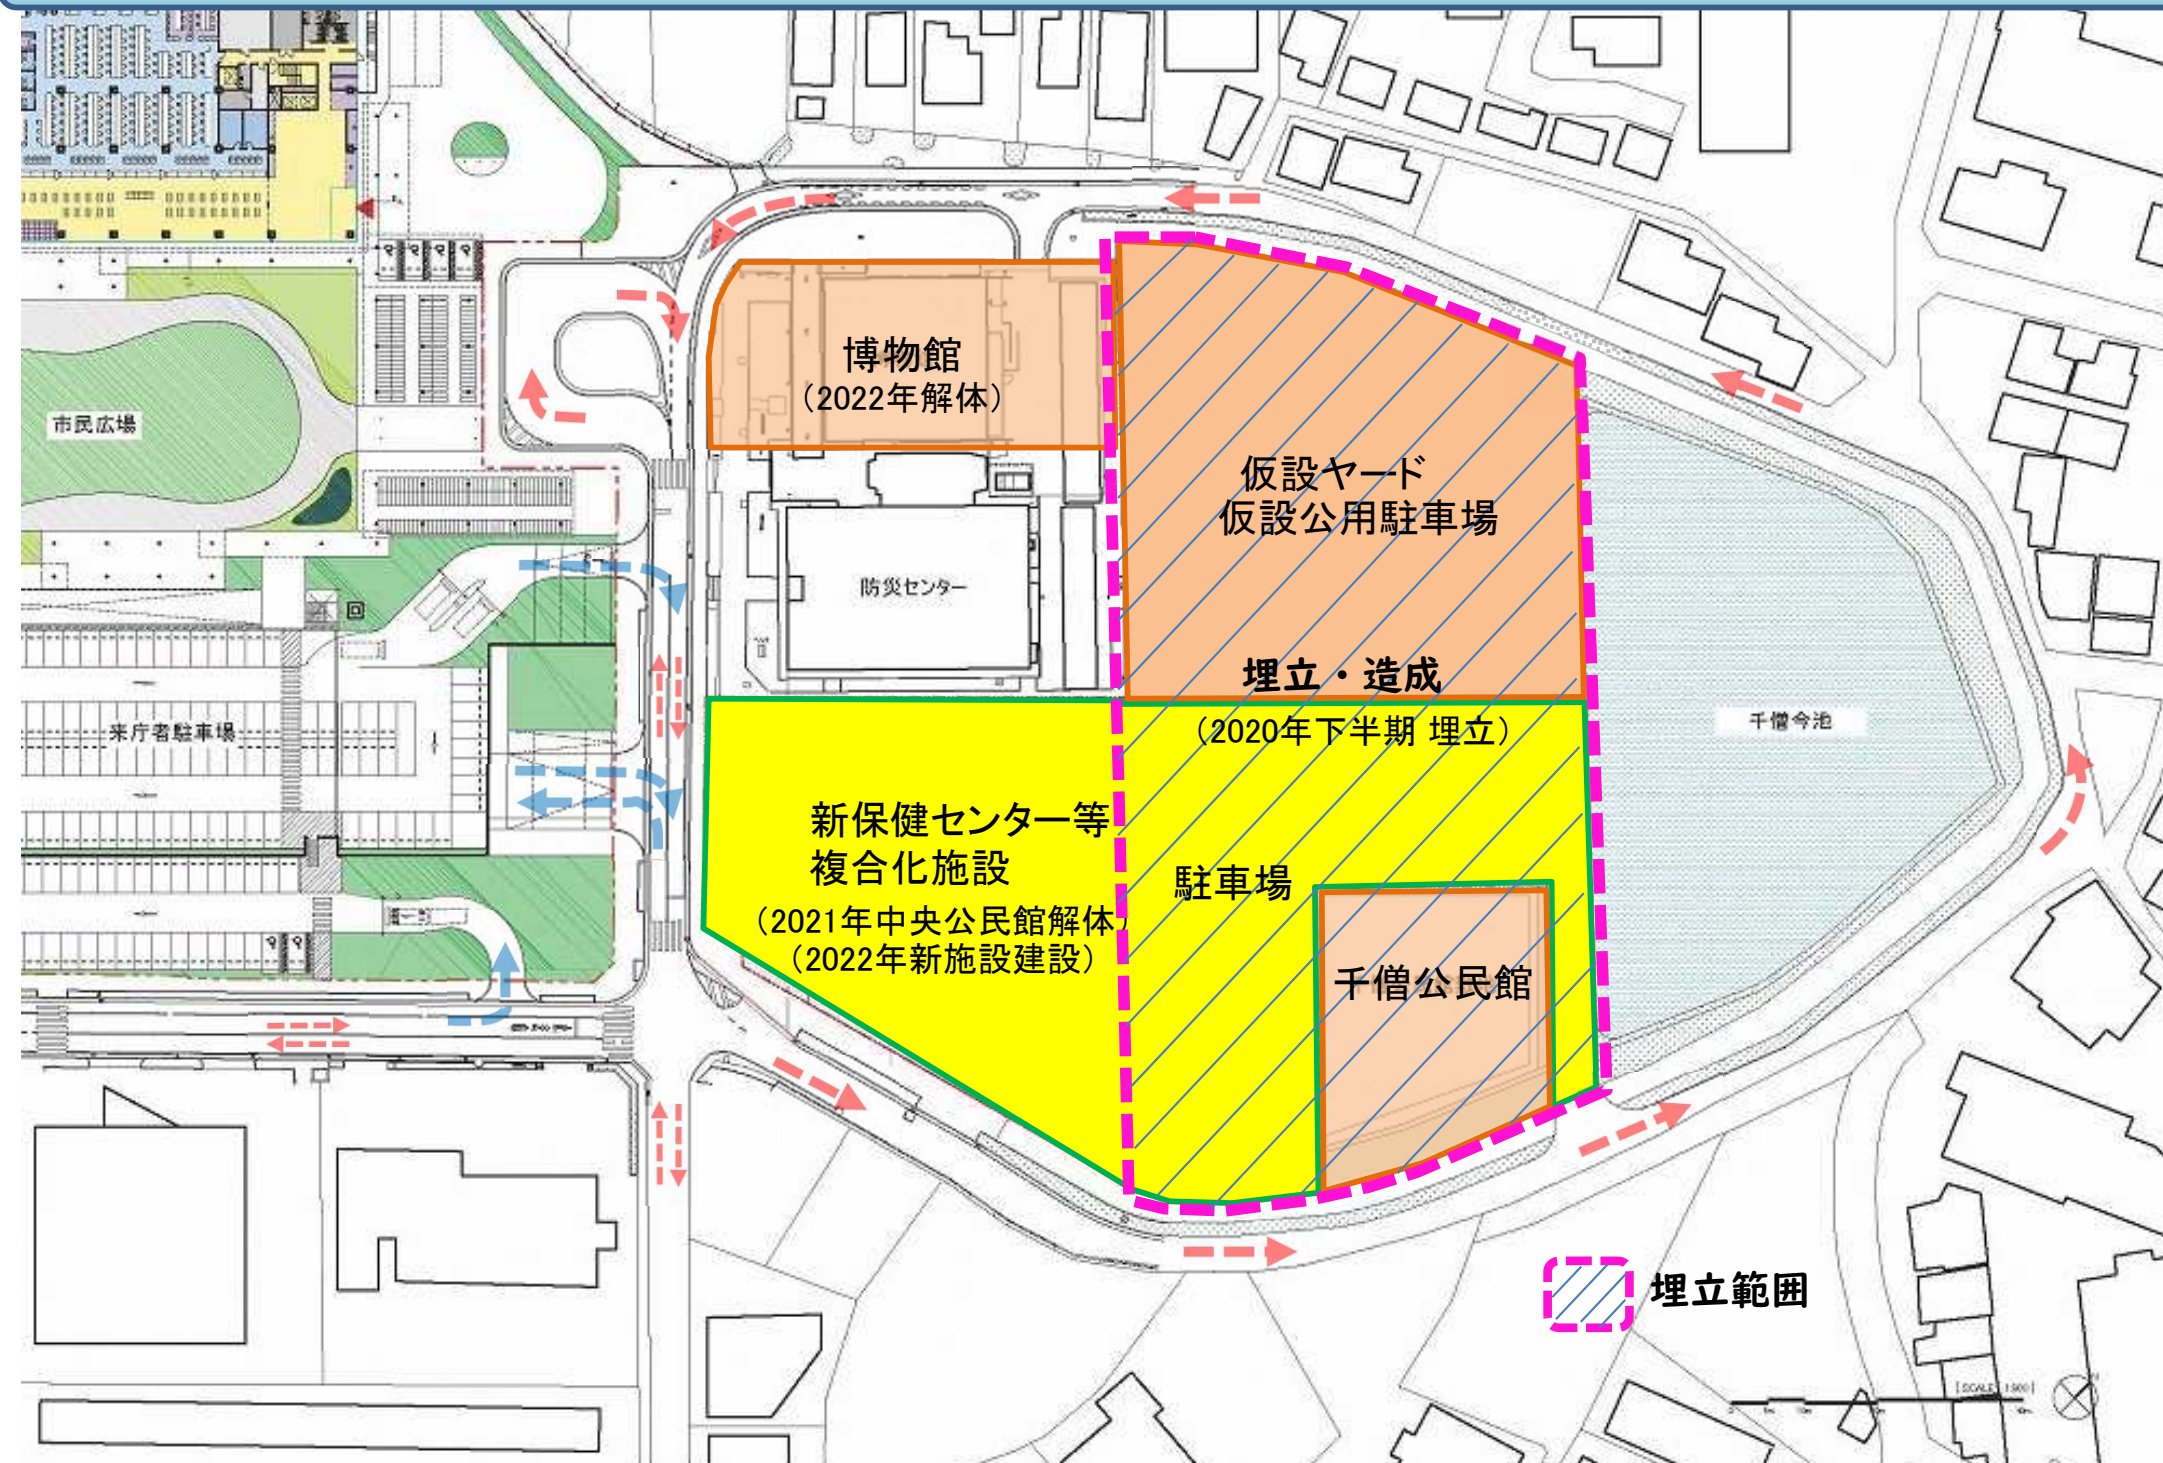 博物館
（2022年解体）
市民広場
仮設ヤード
仮設公用駐車場
防災センター
埋立・造成
（2020年下半期 埋立）
千僧今池
来庁者駐車場
新保健センター等
複合化施設
（2021年中央公民館解体）
（2022年新施設建設）
駐車場
千僧公民館
埋立範囲